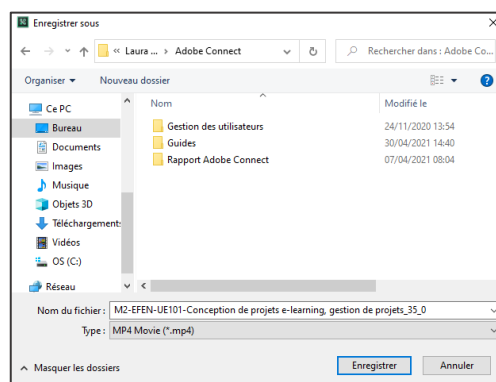 Enregistrer sous
« Laura ... › Adobe Connect
Rechercher dans : Adobe Co...
Organiser
Nouveau dossier
Nom
Modifié le
Ce PC
Bureau
Documents
Images
Musique
Objets 3D
Téléchargements
Vidéos
OS (C:)
Réseau
Gestion des utilisateurs
24/11/2020 13:54
Guides
30/04/2021 14:40
Rapport Adobe Connect
07/04/2021 08:04
Nom du fichier : M2-EFEN-UE101-Conception de projets e-learning, gestion de projets_35_0
Type : MP4 Movie (*.mp4)
Masquer les dossiers
Enregistrer
Annuler